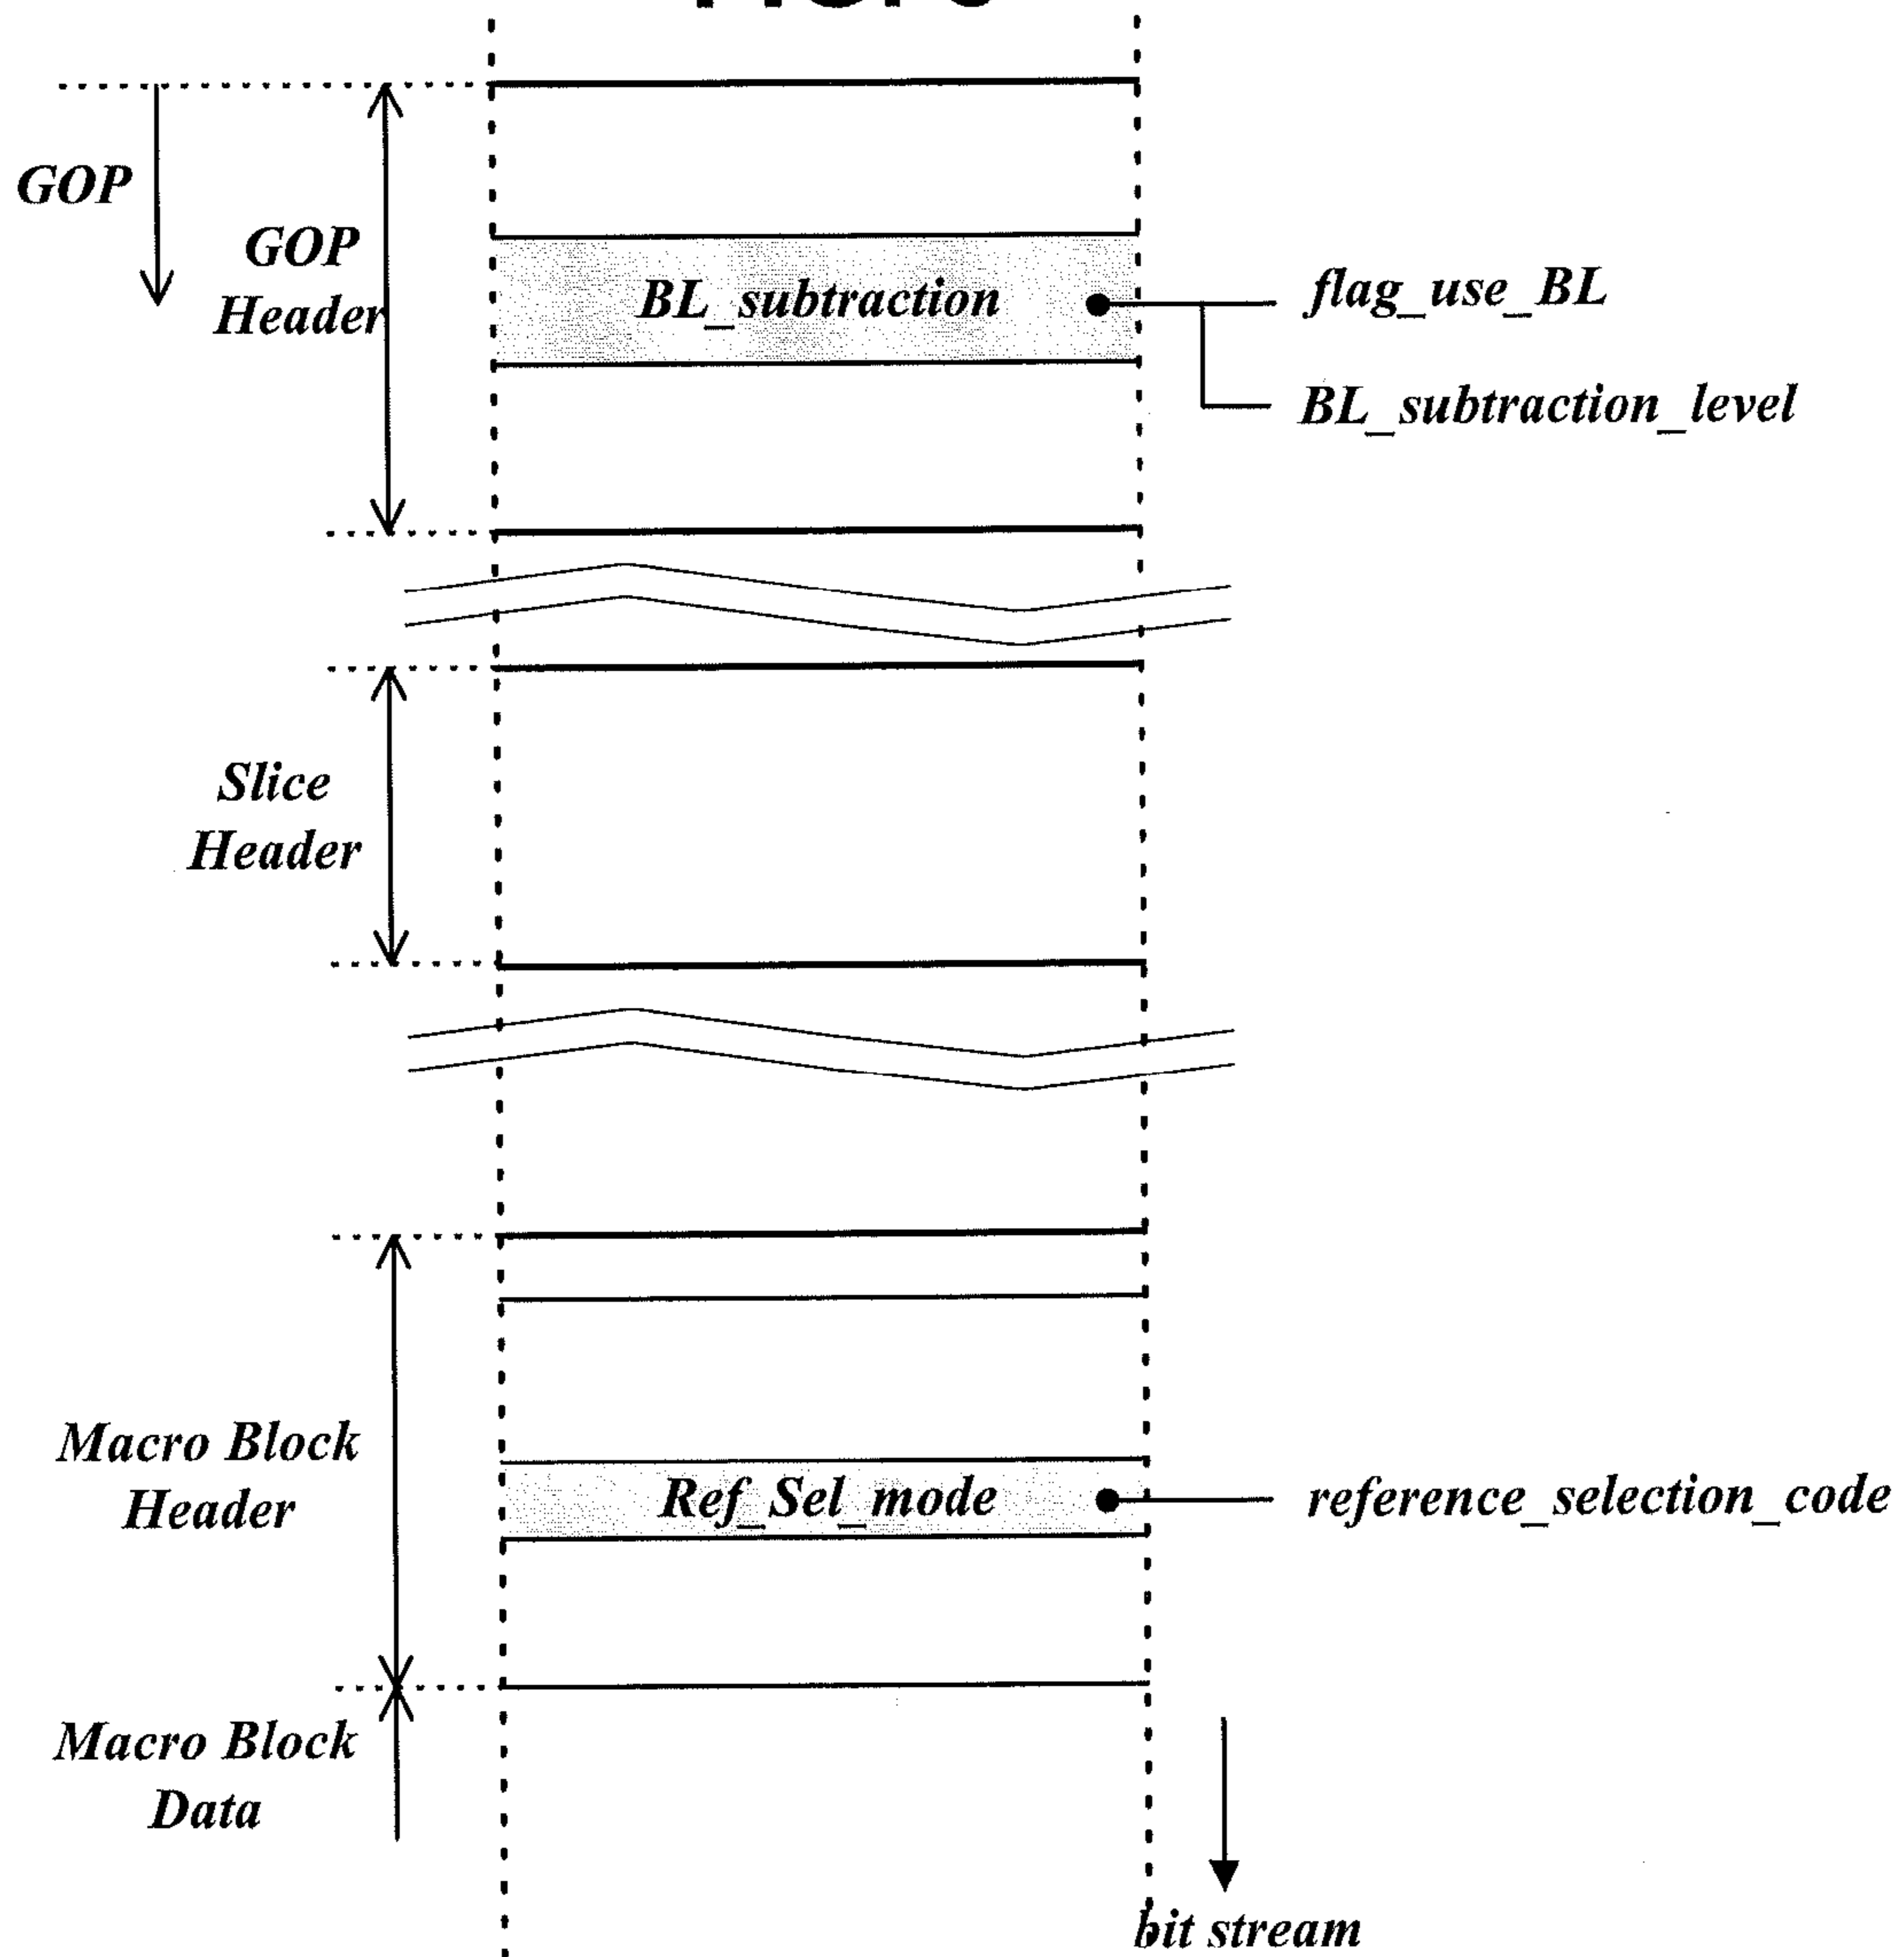 GOP
GOP
Header
BL_subtraction
flag_use_BL
BL_subtraction_level
Slice
Header
Macro Block
Header
Ref_Sel_mode
reference_selection_code
Macro Block
Data
bit stream